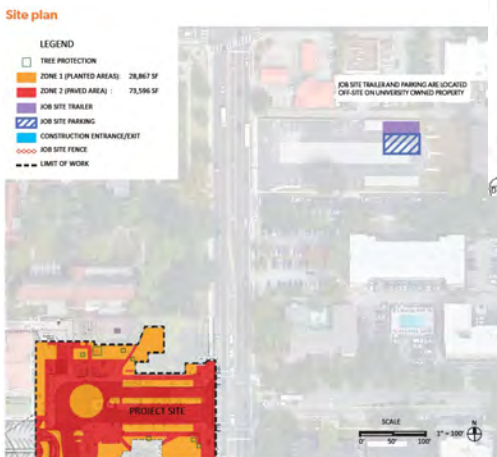 Site plan
LEGEND
TREE PROTECTION
ZONE 1 (PLANTED AREAS): 28,867 SF
ZONE 2 (PAVED AREA) : 73,596 SF
JOB SITE TRAILER
JOB SITE PARKING
CONSTRUCTION ENTRANCE/EXIT
JOB SITE FENCE
LIMIT OF WORK
JOB SITE TRAILER AND PARKING ARE LOCATED
OFF-SITE ON UNIVERSITY OWNED PROPERTY
PROJECT SITE
SCALE
0' 50' 100'
1" = 100'
N